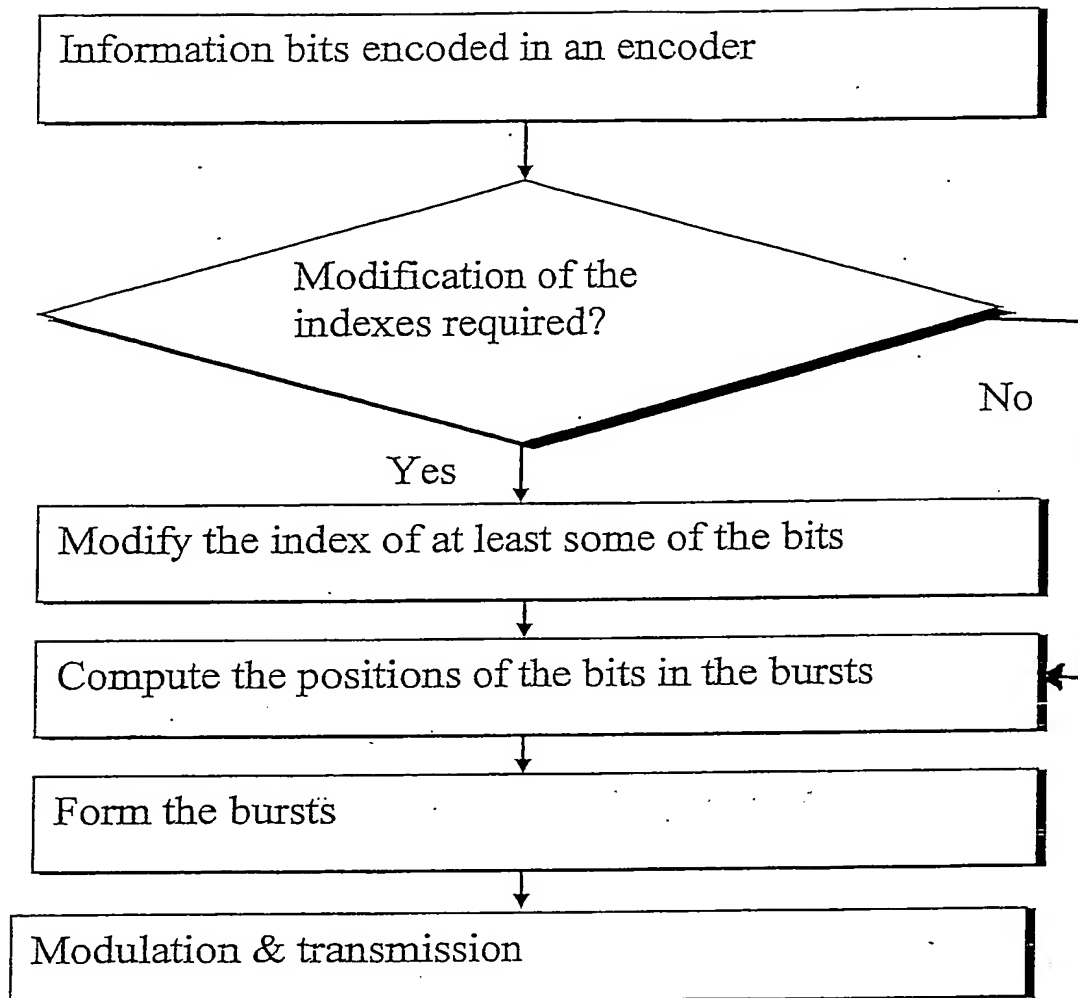 Information bits encoded in an encoder
Modification of the
indexes required?
No
Yes
Modify the index of at least some of the bits
Compute the positions of the bits in the bursts
Form the bursts
Modulation & transmission